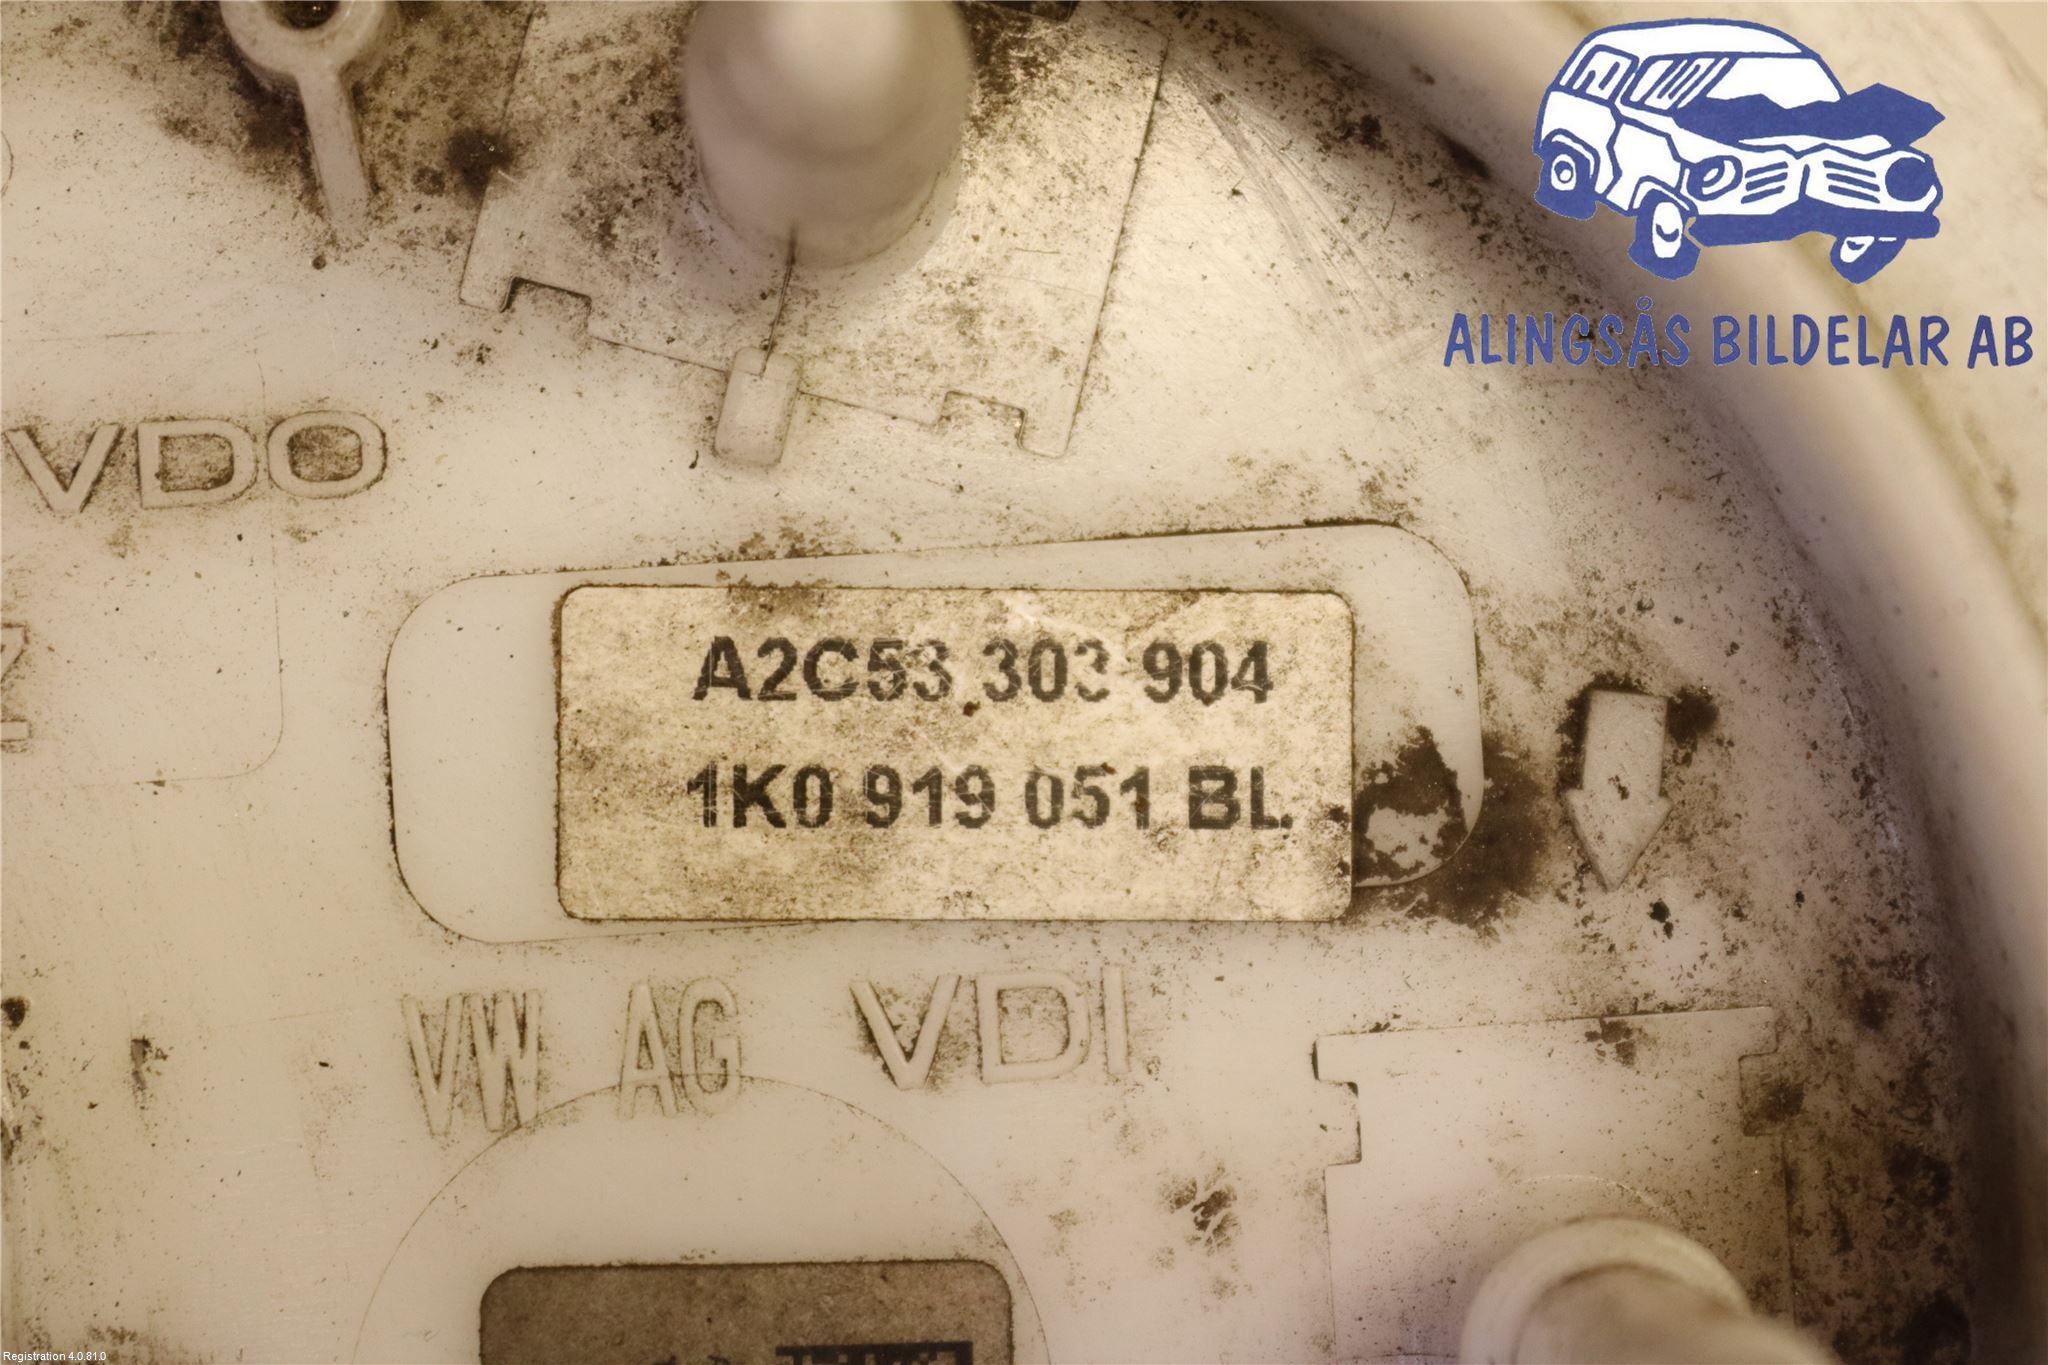 ALINGSÅS BILDELAR AB
VDO
A2C53 303 904
1K0 919 051 BL
VW AG VDI
Registration 4.0.81.0